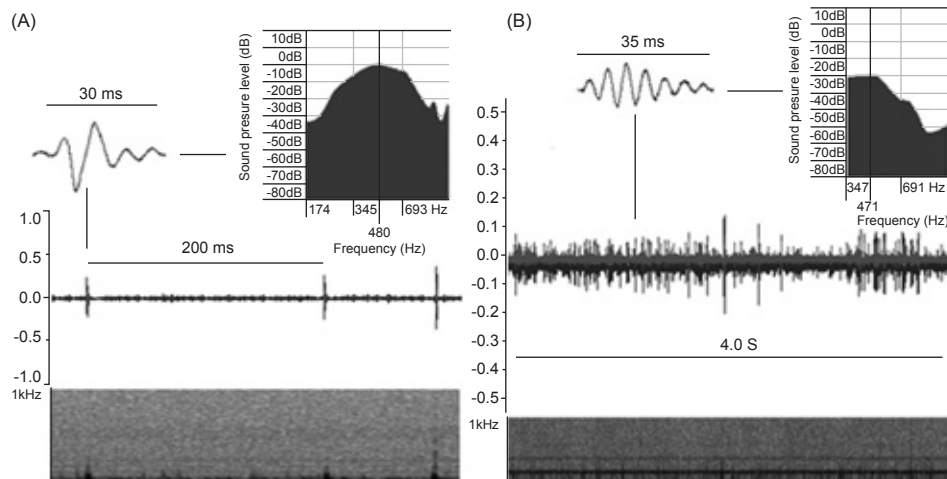 (A)
30 ms
Sound pressure level (dB)
10dB
0dB
-10dB
-20dB
-30dB
-40dB
-50dB
-60dB
-70dB
-80dB
174
345
693 Hz
480
Frequency (Hz)
1.0
0.5
0.0
-0.5
-1.0
200 ms
1kHz
(B)
35 ms
Sound pressure level (dB)
10dB
0dB
-10dB
-20dB
-30dB
-40dB
-50dB
-60dB
-70dB
-80dB
347
691 Hz
471
Frequency (Hz)
0.5
0.4
0.3
0.2
0.1
0.0
-0.1
-0.2
-0.3
-0.4
-0.5
4.0 S
1kHz